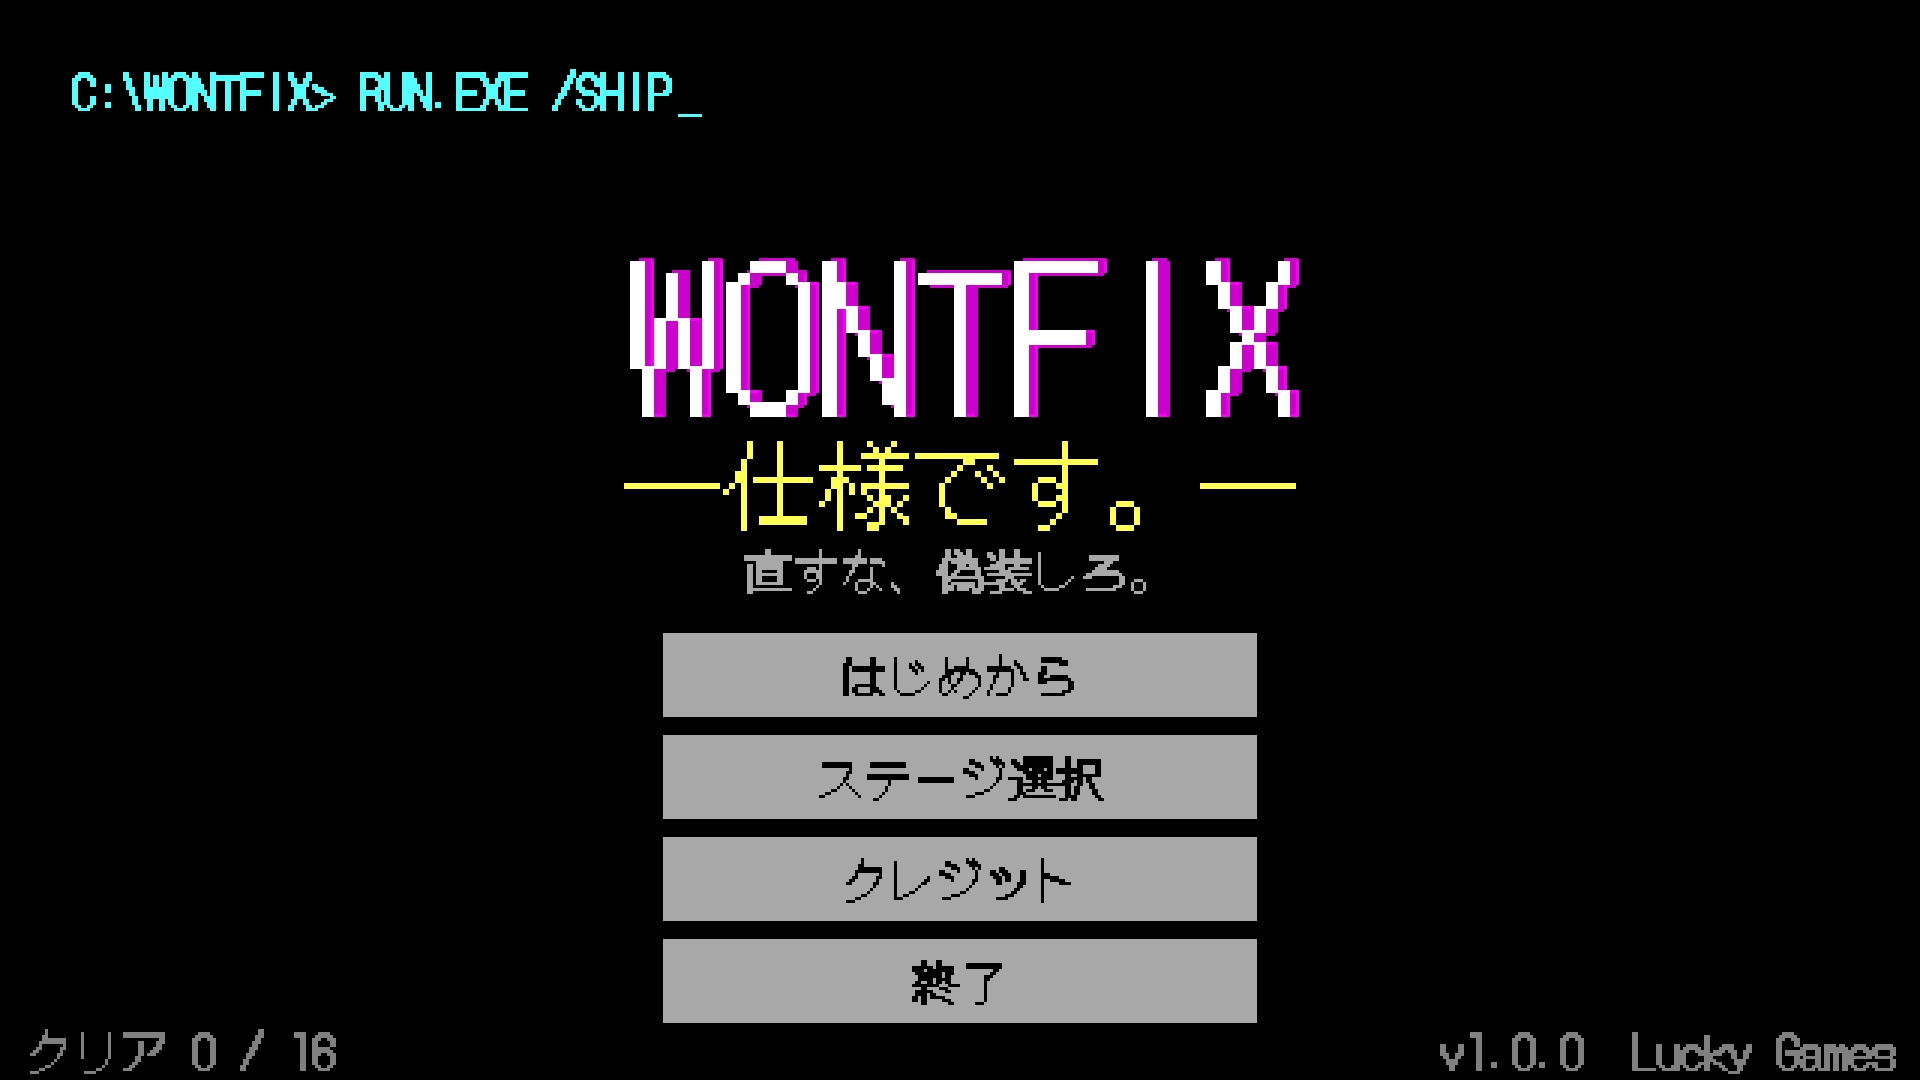 C:\WONTFIX> RUN.EXE /SHIP_
WONTFIX
―仕様です。―
直すな、偽装しろ。
はじめから
ステージ選択
クレジット
終了
クリア 0 / 16
v1.0.0 Lucky Games